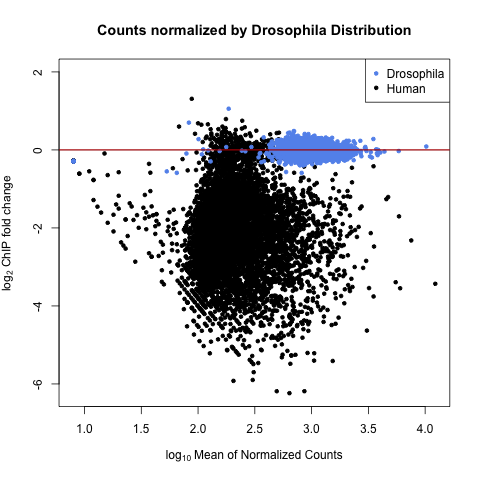 Counts normalized by Drosophila Distribution
Drosophila
Human
2
0
-2
-4
-6
log2 ChIP fold change
1.0 1.5 2.0 2.5 3.0 3.5 4.0
log10 Mean of Normalized Counts